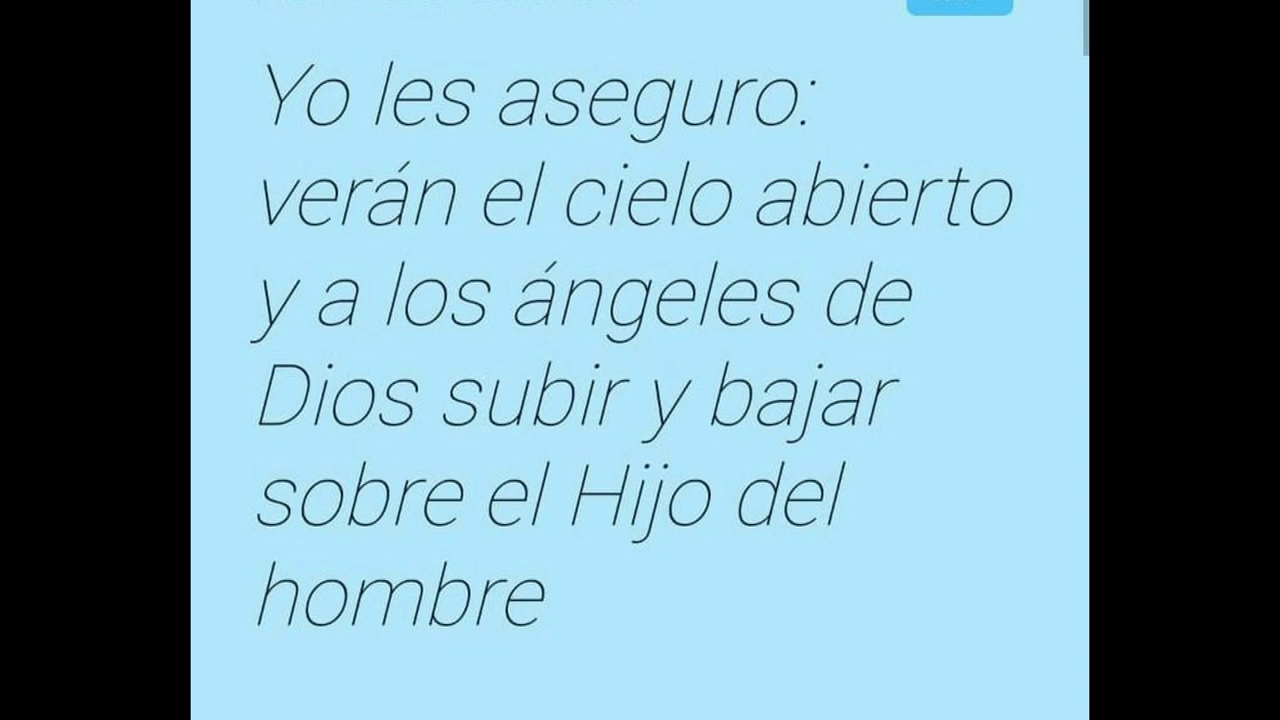 Yo les aseguro:
verán el cielo abierto
y a los ángeles de
Dios subir y bajar
sobre el Hijo del
hombre